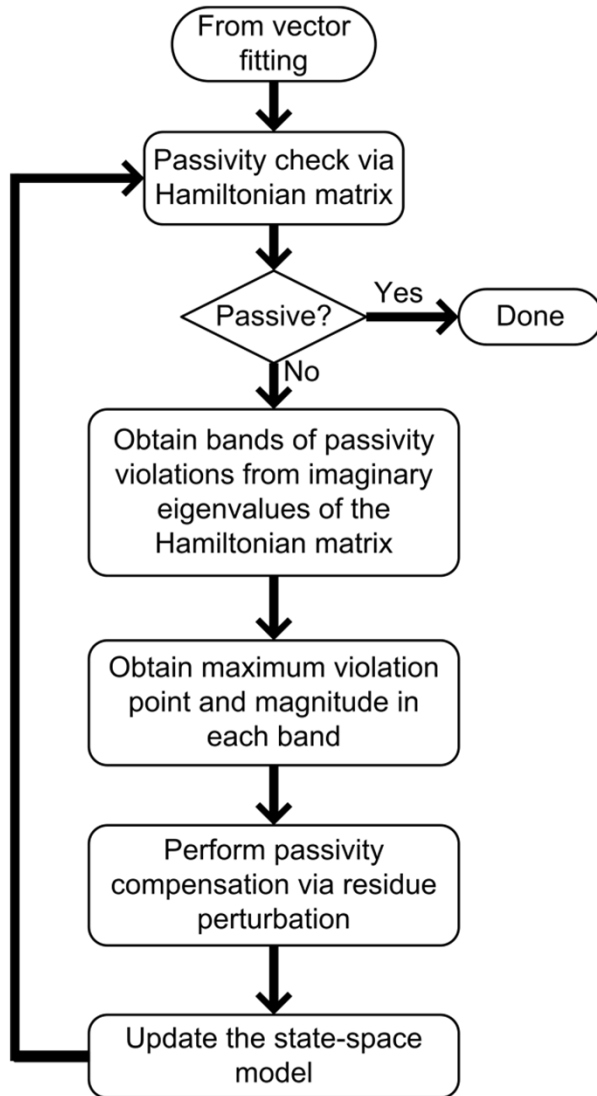 From vector
fitting
Passivity check via
Hamiltonian matrix
Passive?
Yes
Done
No
Obtain bands of passivity
violations from imaginary
eigenvalues of the
Hamiltonian matrix
Obtain maximum violation
point and magnitude in
each band
Perform passivity
compensation via residue
perturbation
Update the state-space
model